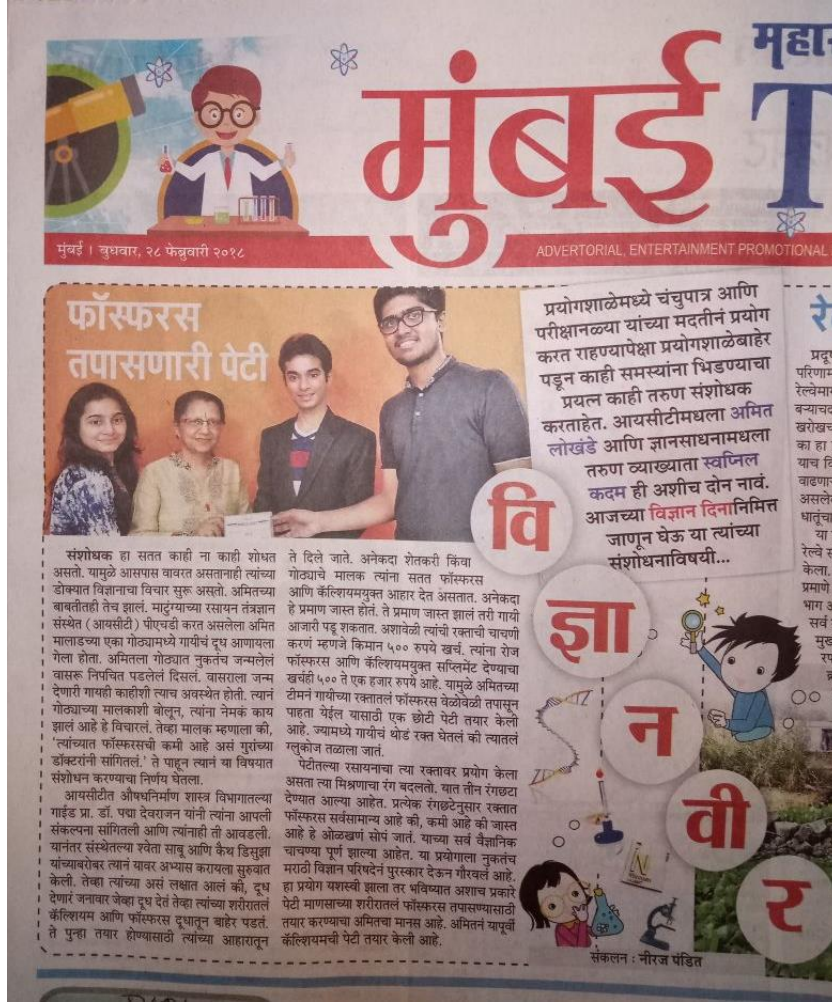 मुंबई T
मुंबई । बुधवार, २८ फेब्रुवारी २०१८
ADVERTORIAL, ENTERTAINMENT PROMOTIONAL
फॉस्फरस
तपासणारी पेटी
प्रयोगशाळेमध्ये चंचुपात्र आणि
परीक्षानळ्या यांच्या मदतीनं प्रयोग
करत राहण्यापेक्षा प्रयोगशाळेबाहेर
पडून काही समस्यांना भिडण्याचा
प्रयत्न काही तरुण संशोधक
करताहेत. आयसीटीमधला अमित
लोखंडे आणि ज्ञानसाधनामधला
तरुण व्याख्याता स्वप्निल
कदम ही अशीच दोन नावं.
आजच्या विज्ञान दिनानिमित्त
जाणून घेऊ या त्यांच्या
संशोधनाविषयी...
वि
ज्ञा
न
वी
र
संशोधक हा सतत काही ना काही शोधत
असतो. यामुळे आसपास वावरत असतानाही त्यांच्या
डोक्यात विज्ञानाचा विचार सुरू असतो. अमितच्या
बाबतीतही तेच झालं. माटुंग्याच्या रसायन तंत्रज्ञान
संस्थेत (आयसीटी) पीएचडी करत असलेला अमित
मालाडच्या एका गोठ्यामध्ये गायीचं दूध आणायला
गेला होता. अमितला गोठ्यात नुकतंच जन्मलेलं
वासरू निपचित पडलेलं दिसलं. वासराला जन्म
देणारी गायही काहीशी त्याच अवस्थेत होती. त्यानं
गोठ्याच्या मालकाशी बोलून, त्यांना नेमकं काय
झालं आहे हे विचारलं. तेव्हा मालक म्हणाला की,
'त्यांच्यात फॉस्फरसची कमी आहे असं गुरांच्या
डॉक्टरांनी सांगितलं.' ते पाहून त्यानं या विषयात
संशोधन करण्याचा निर्णय घेतला.
आयसीटीत औषधनिर्माण शास्त्र विभागातल्या
गाईड प्रा. डॉ. पद्मा देवराजन यांनी त्यांना आपली
संकल्पना सांगितली आणि त्यांनाही ती आवडली.
यानंतर संस्थेतल्या श्वेता साबू आणि कैथ डिसुझा
यांच्याबरोबर त्यानं यावर अभ्यास करायला सुरुवात
केली. तेव्हा त्यांच्या असं लक्षात आलं की, दूध
देणारं जनावर जेव्हा दूध देतं तेव्हा त्यांच्या शरीरातलं
कॅल्शियम आणि फॉस्फरस दूधातून बाहेर पडतं.
ते पुन्हा तयार होण्यासाठी त्यांच्या आहारातून
ते दिले जाते. अनेकदा शेतकरी किंवा
गोठ्याचे मालक त्यांना सतत फॉस्फरस
आणि कॅल्शियमयुक्त आहार देत असतात. अनेकदा
हे प्रमाण जास्त होतं. ते प्रमाण जास्त झालं तरी गायी
आजारी पडू शकतात. अशावेळी त्यांची रक्ताची चाचणी
करणं म्हणजे किमान ५०० रुपये खर्च. त्यांना रोज
फॉस्फरस आणि कॅल्शियमयुक्त सप्लिमेंट देण्याचा
खर्चही ५०० ते एक हजार रुपये आहे. यामुळे अमितच्या
टीमनं गायीच्या रक्तातलं फॉस्फरस वेळोवेळी तपासून
पाहता येईल यासाठी एक छोटी पेटी तयार केली
आहे. ज्यामध्ये गायीचं थोडं रक्त घेतलं की त्यातलं
ग्लुकोज तळाला जातं.
पेटीतल्या रसायनाचा त्या रक्तावर प्रयोग केला
असता त्या मिश्रणाचा रंग बदलतो. यात तीन रंगछटा
देण्यात आल्या आहेत. प्रत्येक रंगछटेनुसार रक्तात
फॉस्फरस सर्वसामान्य आहे की, कमी आहे की जास्त
आहे हे ओळखणं सोपं जातं. याच्या सर्व वैज्ञानिक
चाचण्या पूर्ण झाल्या आहेत. या प्रयोगाला नुकतंच
मराठी विज्ञान परिषदेनं पुरस्कार देऊन गौरवलं आहे.
हा प्रयोग यशस्वी झाला तर भविष्यात अशाच प्रकारे
पेटी माणसाच्या शरीरातलं फॉस्फरस तपासण्यासाठी
तयार करण्याचा अमितचा मानस आहे. अमितनं यापूर्वी
कॅल्शियमची पेटी तयार केली आहे.
संकलन : नीरज पंडित